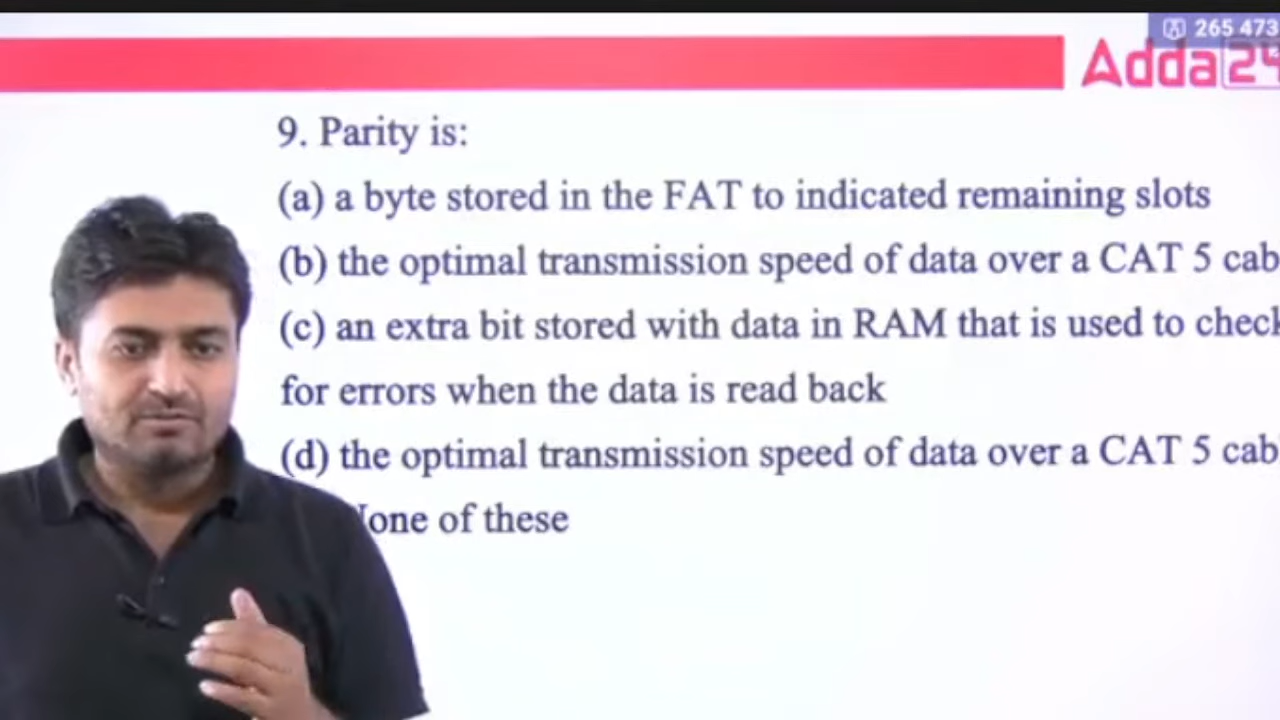 265 473
Adda24
9. Parity is:
(a) a byte stored in the FAT to indicated remaining slots
(b) the optimal transmission speed of data over a CAT 5 cab
(c) an extra bit stored with data in RAM that is used to check
for errors when the data is read back
(d) the optimal transmission speed of data over a CAT 5 cab
None of these